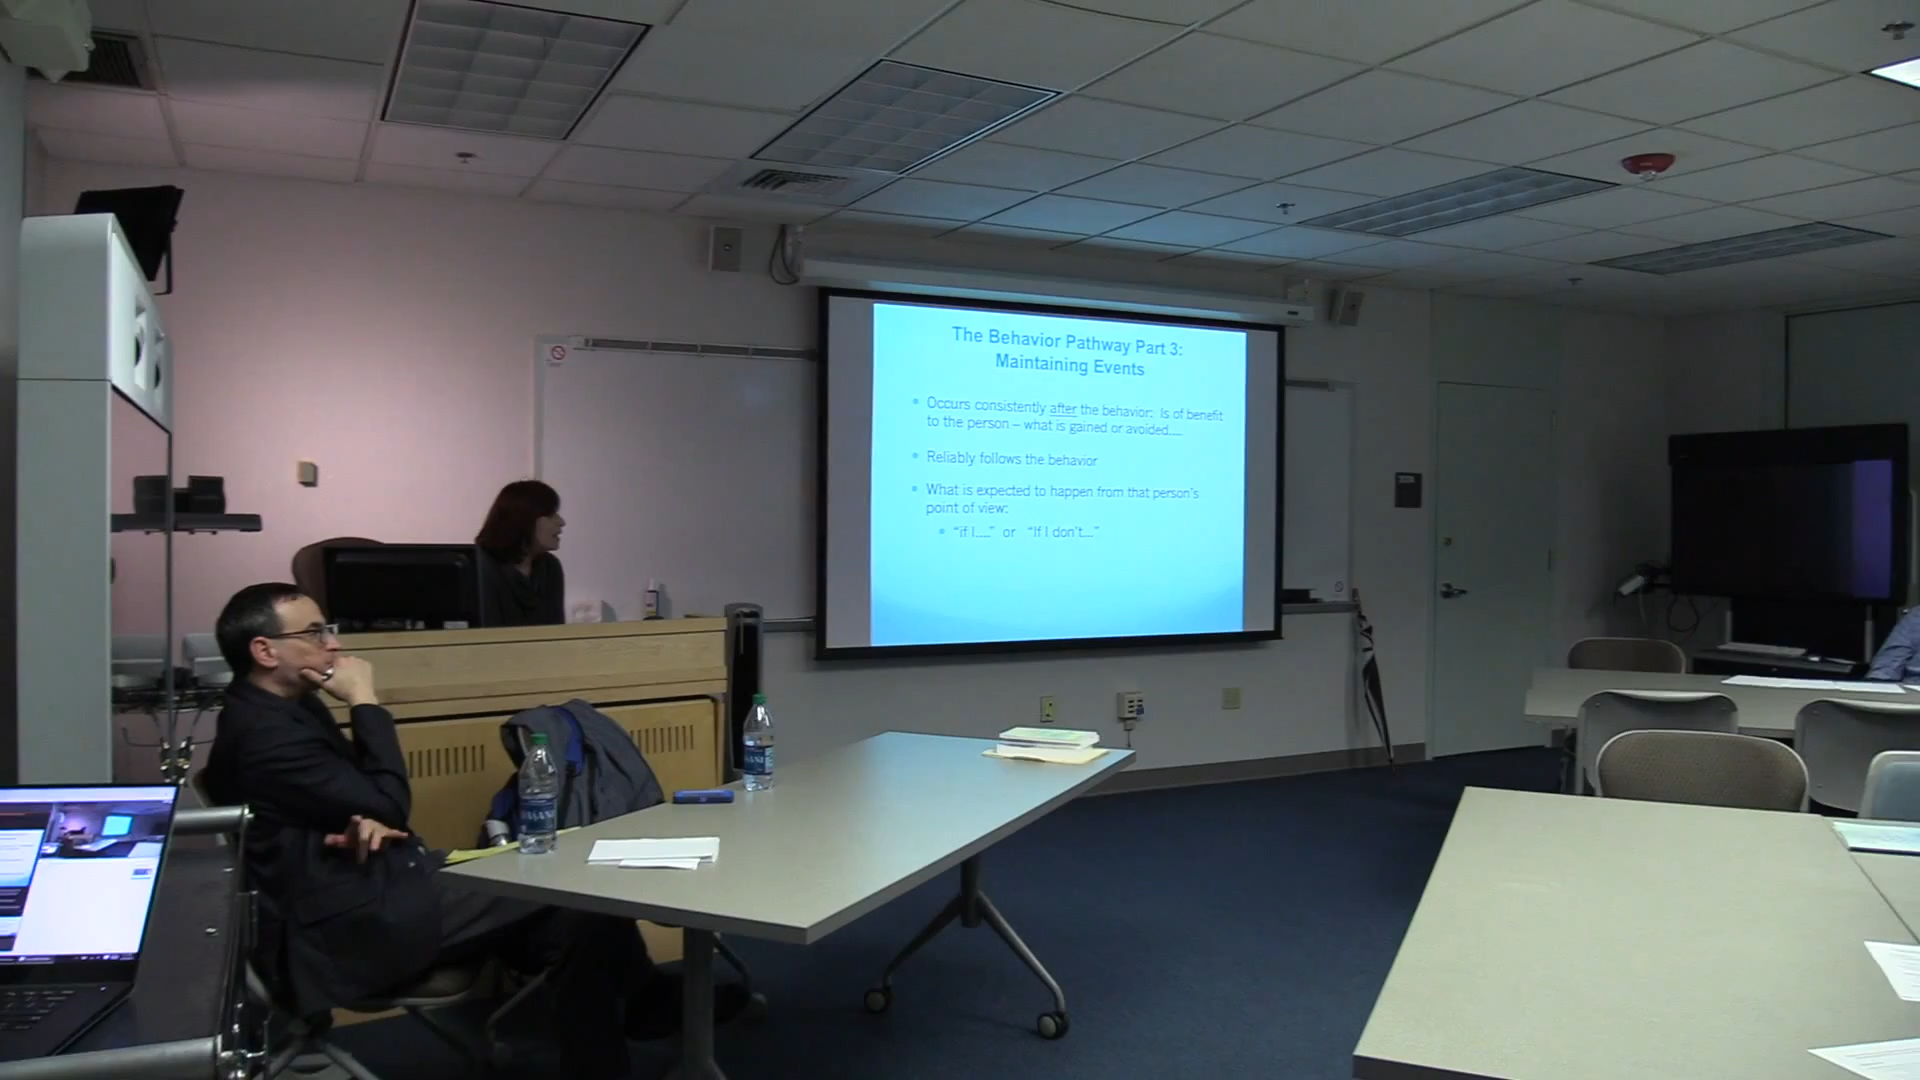 The Behavior Pathway Part 3:
Maintaining Events
• Occurs consistently after the behavior: Is of benefit
to the person – what is gained or avoided.....
• Reliably follows the behavior
• What is expected to happen from that person's
point of view:
• "if I....." or "If I don't..."